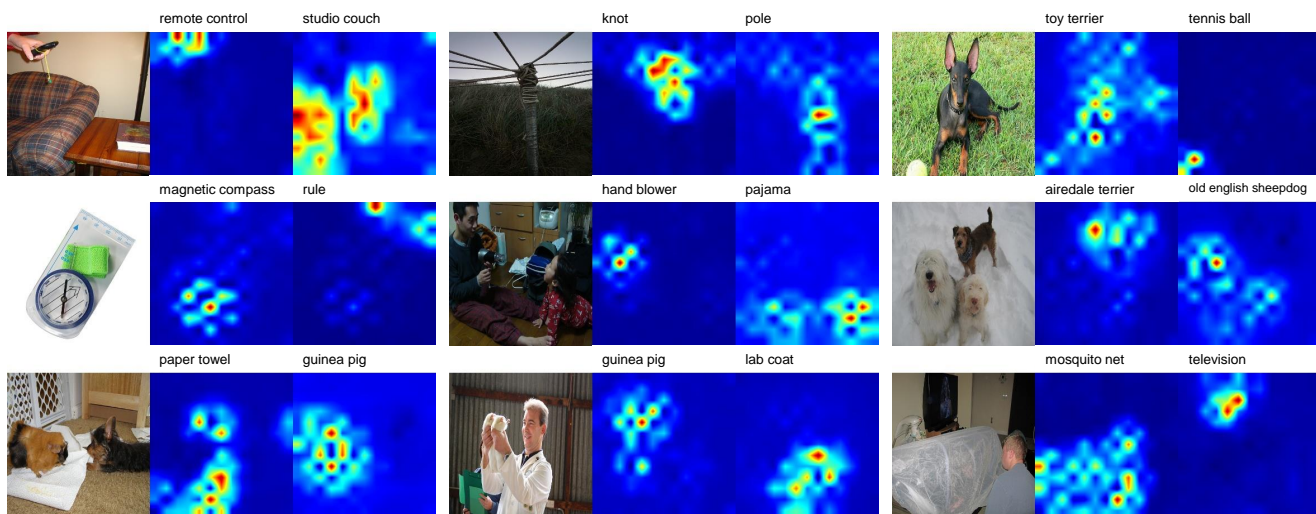 remote control
studio couch
knot
pole
toy terrier
tennis ball
magnetic compass
rule
hand blower
pajama
airedale terrier
old english sheepdog
paper towel
guinea pig
guinea pig
lab coat
mosquito net
television